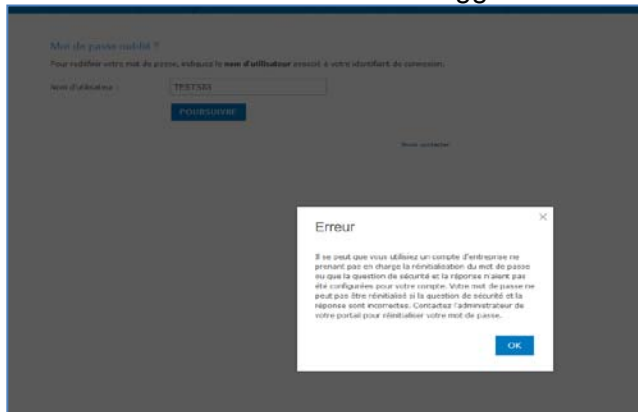 Mot de passe oublié ?
Pour redéfinir votre mot de passe, indiquez le nom d'utilisateur associé à votre identifiant de connexion.
Nom d'utilisateur :
POURSUIVRE
Nous contacter
Erreur
Il se peut que vous utilisiez un compte d'entreprise ne
prenant pas en charge la réinitialisation du mot de passe
ou que la question de sécurité et la réponse n'aient pas
été configurées pour votre compte. Votre mot de passe ne
peut pas être réinitialisé si la question de sécurité et la
réponse sont incorrectes. Contactez l'administrateur de
votre portail pour réinitialiser votre mot de passe.
OK